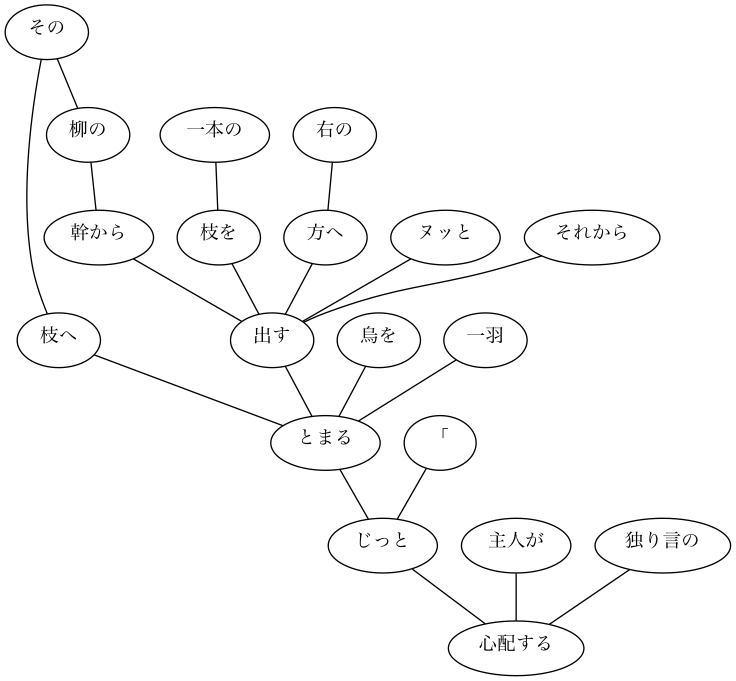 その
柳の
一本の
右の
幹から
枝を
方へ
ヌッと
それから
枝へ
出す
烏を
一羽
とまる
「
じっと
主人が
独り言の
心配する